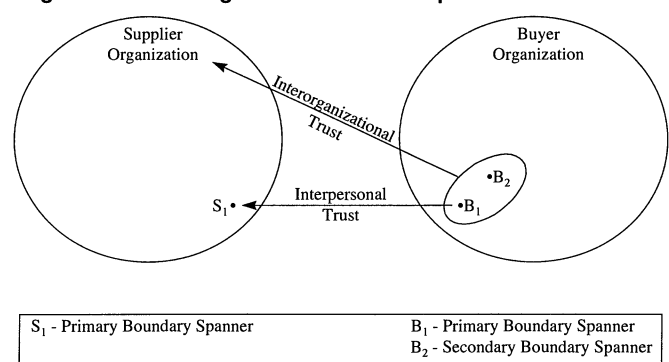 Supplier
Organization
Buyer
Organization
Interorganizational
Trust
B2
S1
Interpersonal
Trust
B1
S1 - Primary Boundary Spanner
B1 - Primary Boundary Spanner
B2 - Secondary Boundary Spanner